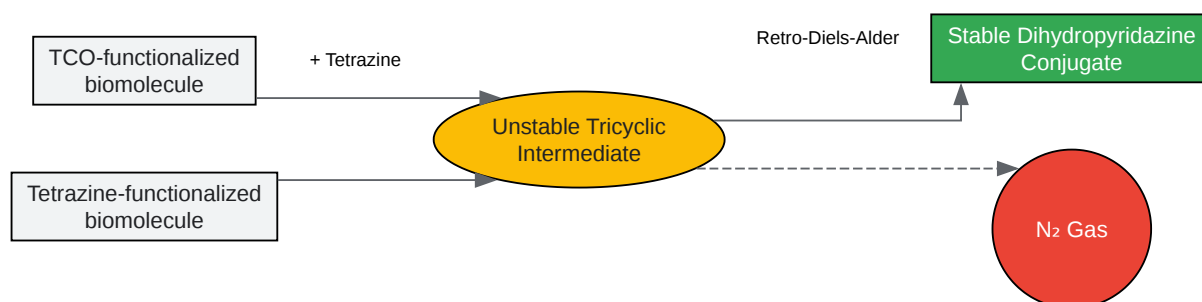 TCO-functionalized
biomolecule
+ Tetrazine
Retro-Diels-Alder
Stable Dihydropyridazine
Conjugate
Unstable Tricyclic
Intermediate
Tetrazine-functionalized
biomolecule
N₂ Gas